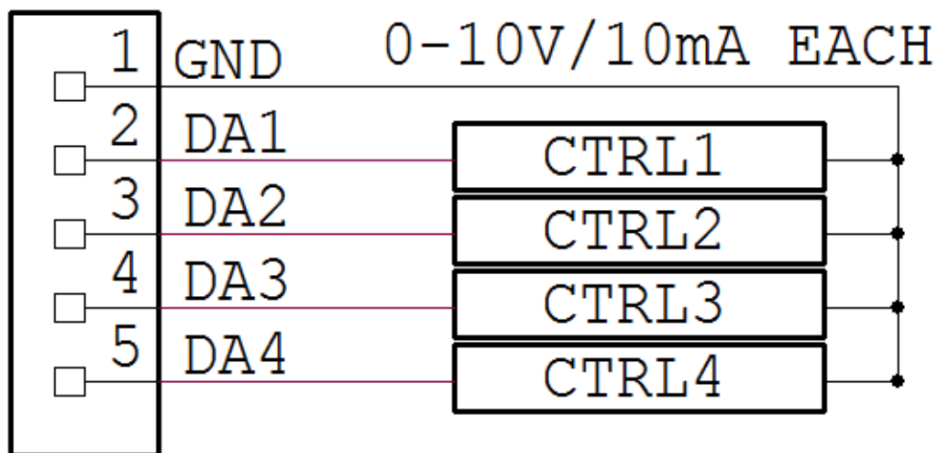 1 GND 0-10V/10mA EACH
2 DA1 CTRL1
3 DA2 CTRL2
4 DA3 CTRL3
5 DA4 CTRL4